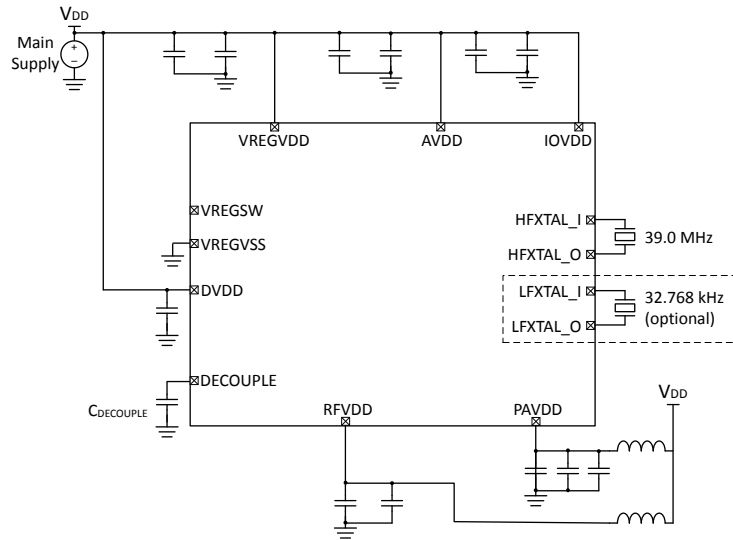 VDD
Main
Supply
+
−
VREGVDD
AVDD
IOVDD
VREGSW
HFXTAL_I
39.0 MHz
VREGVSS
HFXTAL_O
DVDD
LFXTAL_I
32.768 kHz
(optional)
LFXTAL_O
DECOUPLE
CDECOUPLE
RFVDD
PAVDD
VDD